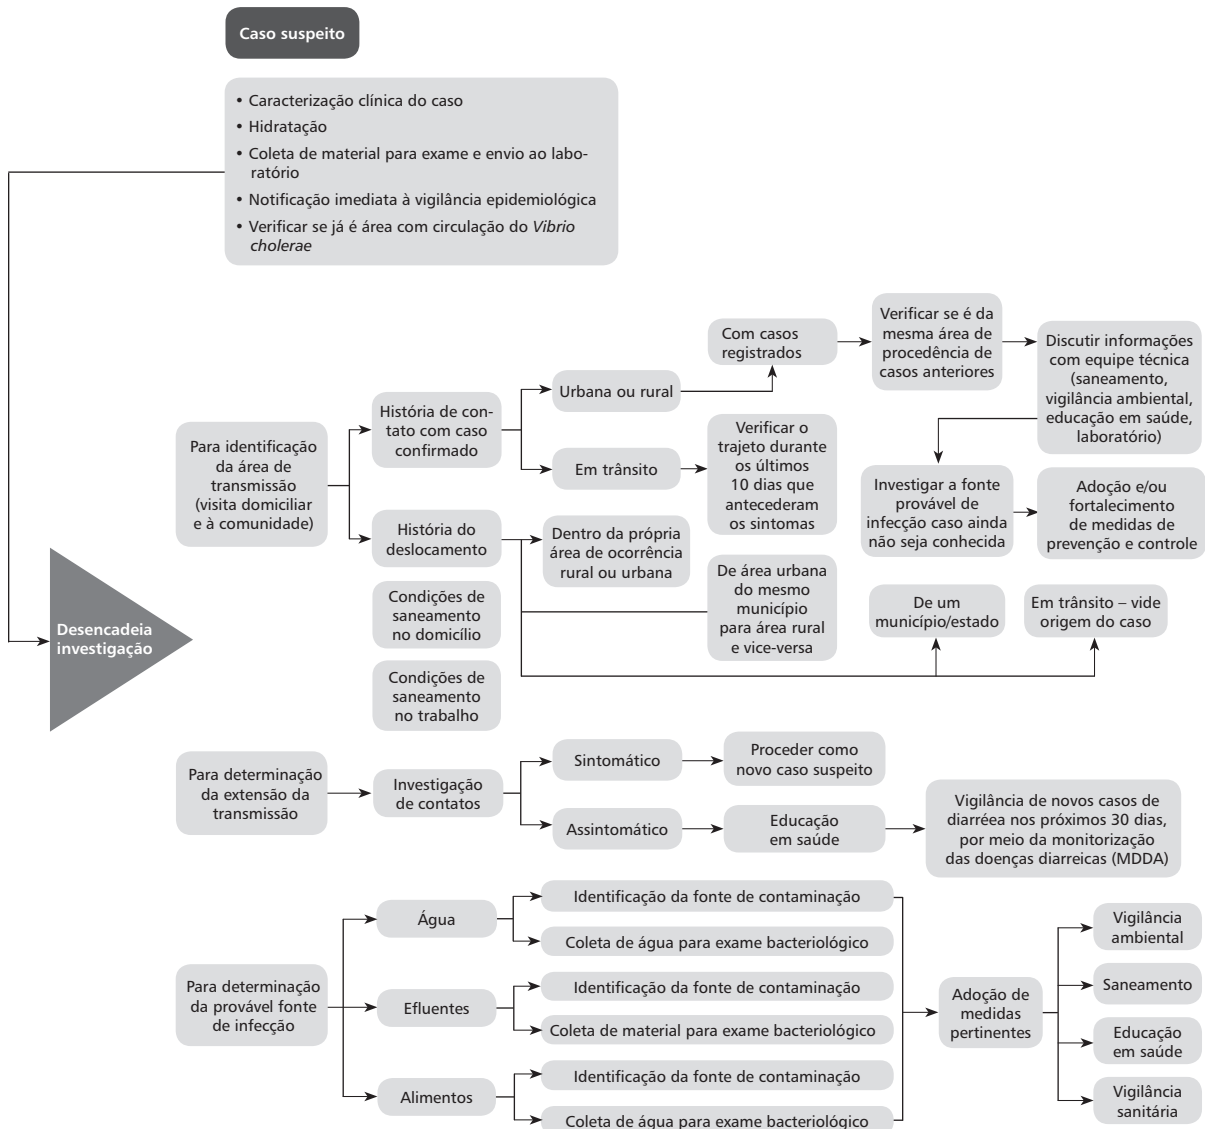 Caso suspeito
• Caracterização clínica do caso
• Hidratação
• Coleta de material para exame e envio ao labo-
ratório
• Notificação imediata à vigilância epidemiológica
• Verificar se já é área com circulação do Vibrio
cholerae
Desencadeia
investigação
Para identificação
da área de
transmissão
(visita domiciliar
e à comunidade)
História de con-
tato com caso
confirmado
Urbana ou rural
Com casos
registrados
Verificar se é da
mesma área de
procedência de
casos anteriores
Discutir informações
com equipe técnica
(saneamento,
vigilância ambiental,
educação em saúde,
laboratório)
Investigar a fonte
provável de
infecção caso ainda
não seja conhecida
Adoção e/ou
fortalecimento
de medidas de
prevenção e controle
Em trânsito
Verificar o
trajeto durante
os últimos
10 dias que
antecederam
os sintomas
História do
deslocamento
Dentro da própria
área de ocorrência
rural ou urbana
De área urbana
do mesmo
município
para área rural
e vice-versa
De um
município/estado
Em trânsito – vide
origem do caso
Condições de
saneamento
no domicílio
Condições de
saneamento
no trabalho
Para determinação
da extensão da
transmissão
Investigação
de contatos
Sintomático
Proceder como
novo caso suspeito
Assintomático
Educação
em saúde
Vigilância de novos casos de
diarréea nos próximos 30 dias,
por meio da monitorização
das doenças diarreicas (MDDA)
Para determinação
da provável fonte
de infecção
Água
Identificação da fonte de contaminação
Coleta de água para exame bacteriológico
Efluentes
Identificação da fonte de contaminação
Coleta de material para exame bacteriológico
Alimentos
Identificação da fonte de contaminação
Coleta de água para exame bacteriológico
Adoção de
medidas
pertinentes
Vigilância
ambiental
Saneamento
Educação
em saúde
Vigilância
sanitária